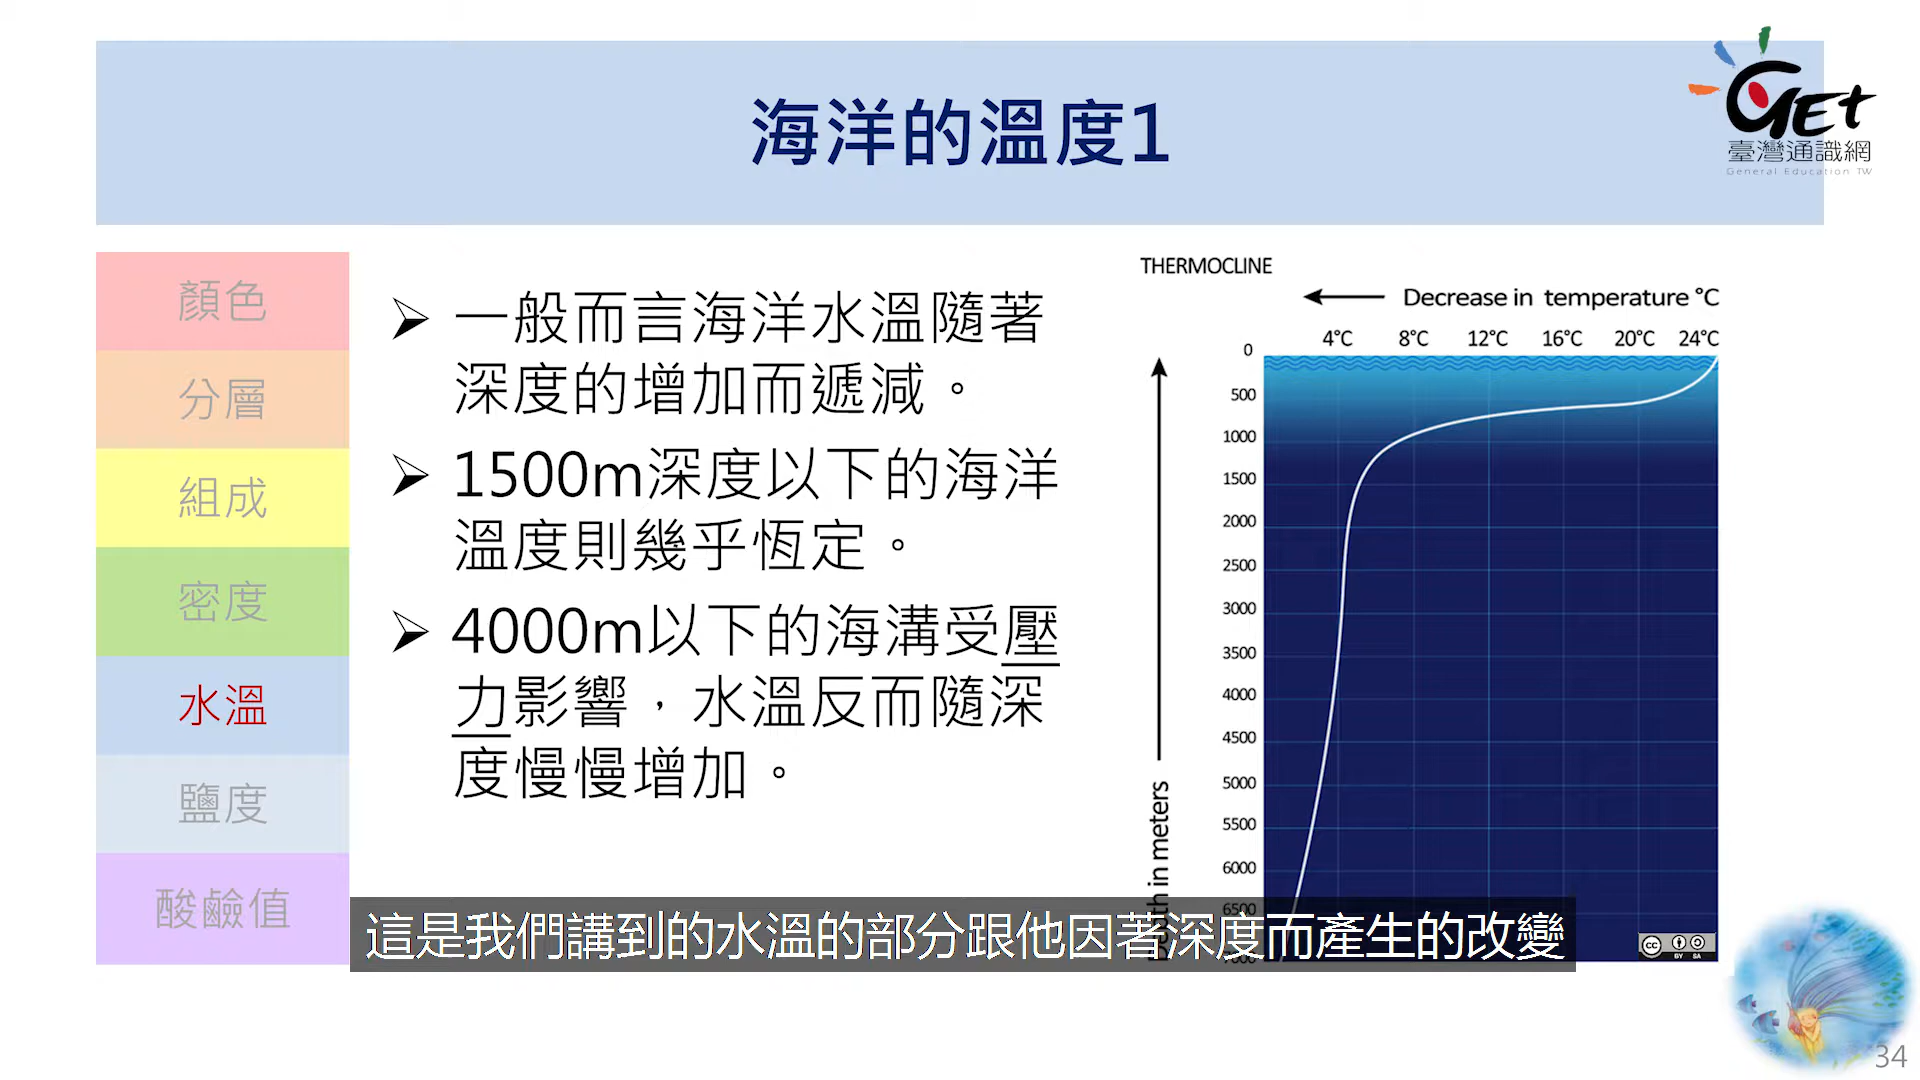 海洋的溫度1
GEt
臺灣通識網
General Education TW
顏色
分層
組成
密度
水溫
鹽度
酸鹼值
➢ 一般而言海洋水溫隨著
深度的增加而遞減。
➢ 1500m深度以下的海洋
溫度則幾乎恆定。
➢ 4000m以下的海溝受壓
力影響，水溫反而隨深
度慢慢增加。
THERMOCLINE
Decrease in temperature °C
4°C 8°C 12°C 16°C 20°C 24°C
0
500
1000
1500
2000
2500
3000
3500
4000
4500
5000
5500
6000
6500
7000
Depth in meters
cc BY SA
這是我們講到的水溫的部分跟他因著深度而產生的改變
34